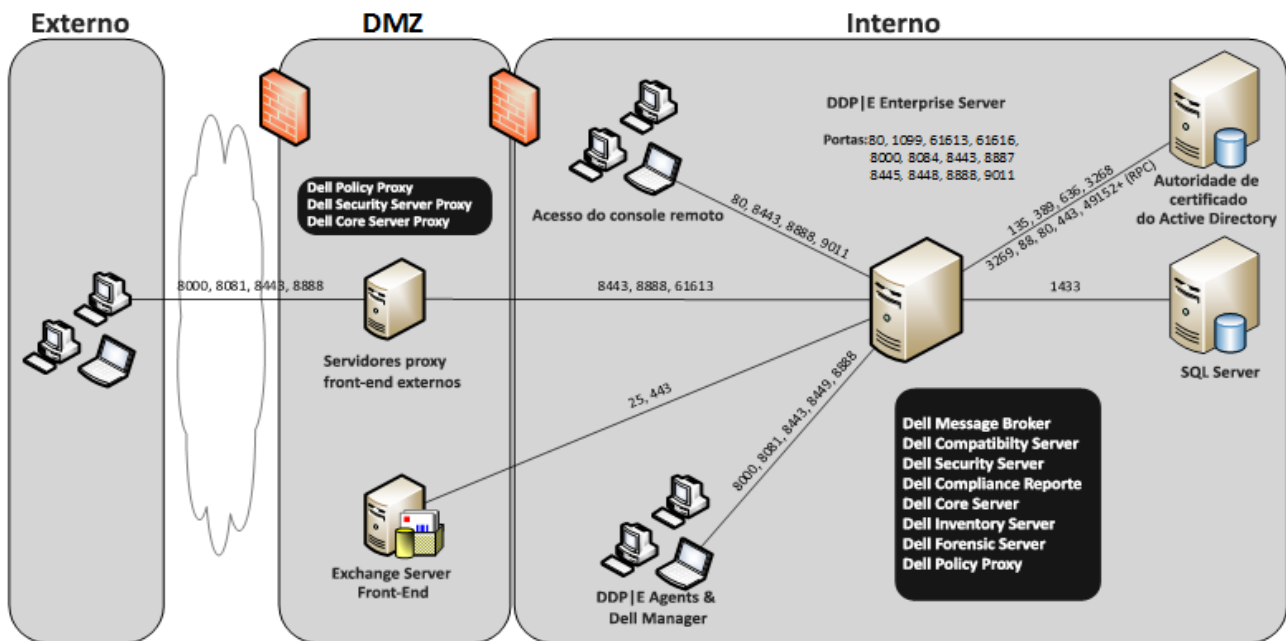 Externo
DMZ
Interno
DDP|E Enterprise Server
Portas:80, 1099, 61613, 61616,
8000, 8084, 8443, 8887
8445, 8448, 8888, 9011
Dell Policy Proxy
Dell Security Server Proxy
Dell Core Server Proxy
Acesso do console remoto
80, 8443, 8888, 9011
135, 389, 636, 3268
3269, 88, 80, 443, 49152+ (RPC)
Autoridade de
certificado
do Active Directory
8000, 8081, 8443, 8888
8443, 8888, 61613
1433
Servidores proxy
front-end externos
SQL Server
25, 443
8000, 8081, 8443, 8449, 8888
Dell Message Broker
Dell Compatibilty Server
Dell Security Server
Dell Compliance Reporte
Dell Core Server
Dell Inventory Server
Dell Forensic Server
Dell Policy Proxy
Exchange Server
Front-End
DDP|E Agents &
Dell Manager